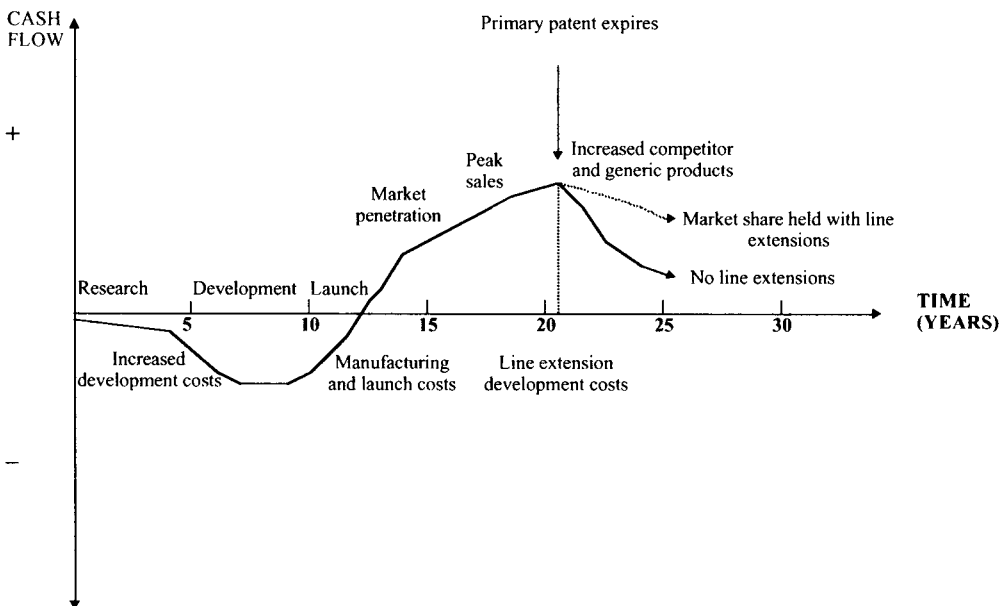 CASH
FLOW
Primary patent expires
+
Increased competitor
and generic products
Peak
sales
Market
penetration
Market share held with line
extensions
No line extensions
Research
Development
Launch
TIME
(YEARS)
5
10
15
20
25
30
Increased
development costs
Manufacturing
and launch costs
Line extension
development costs
–